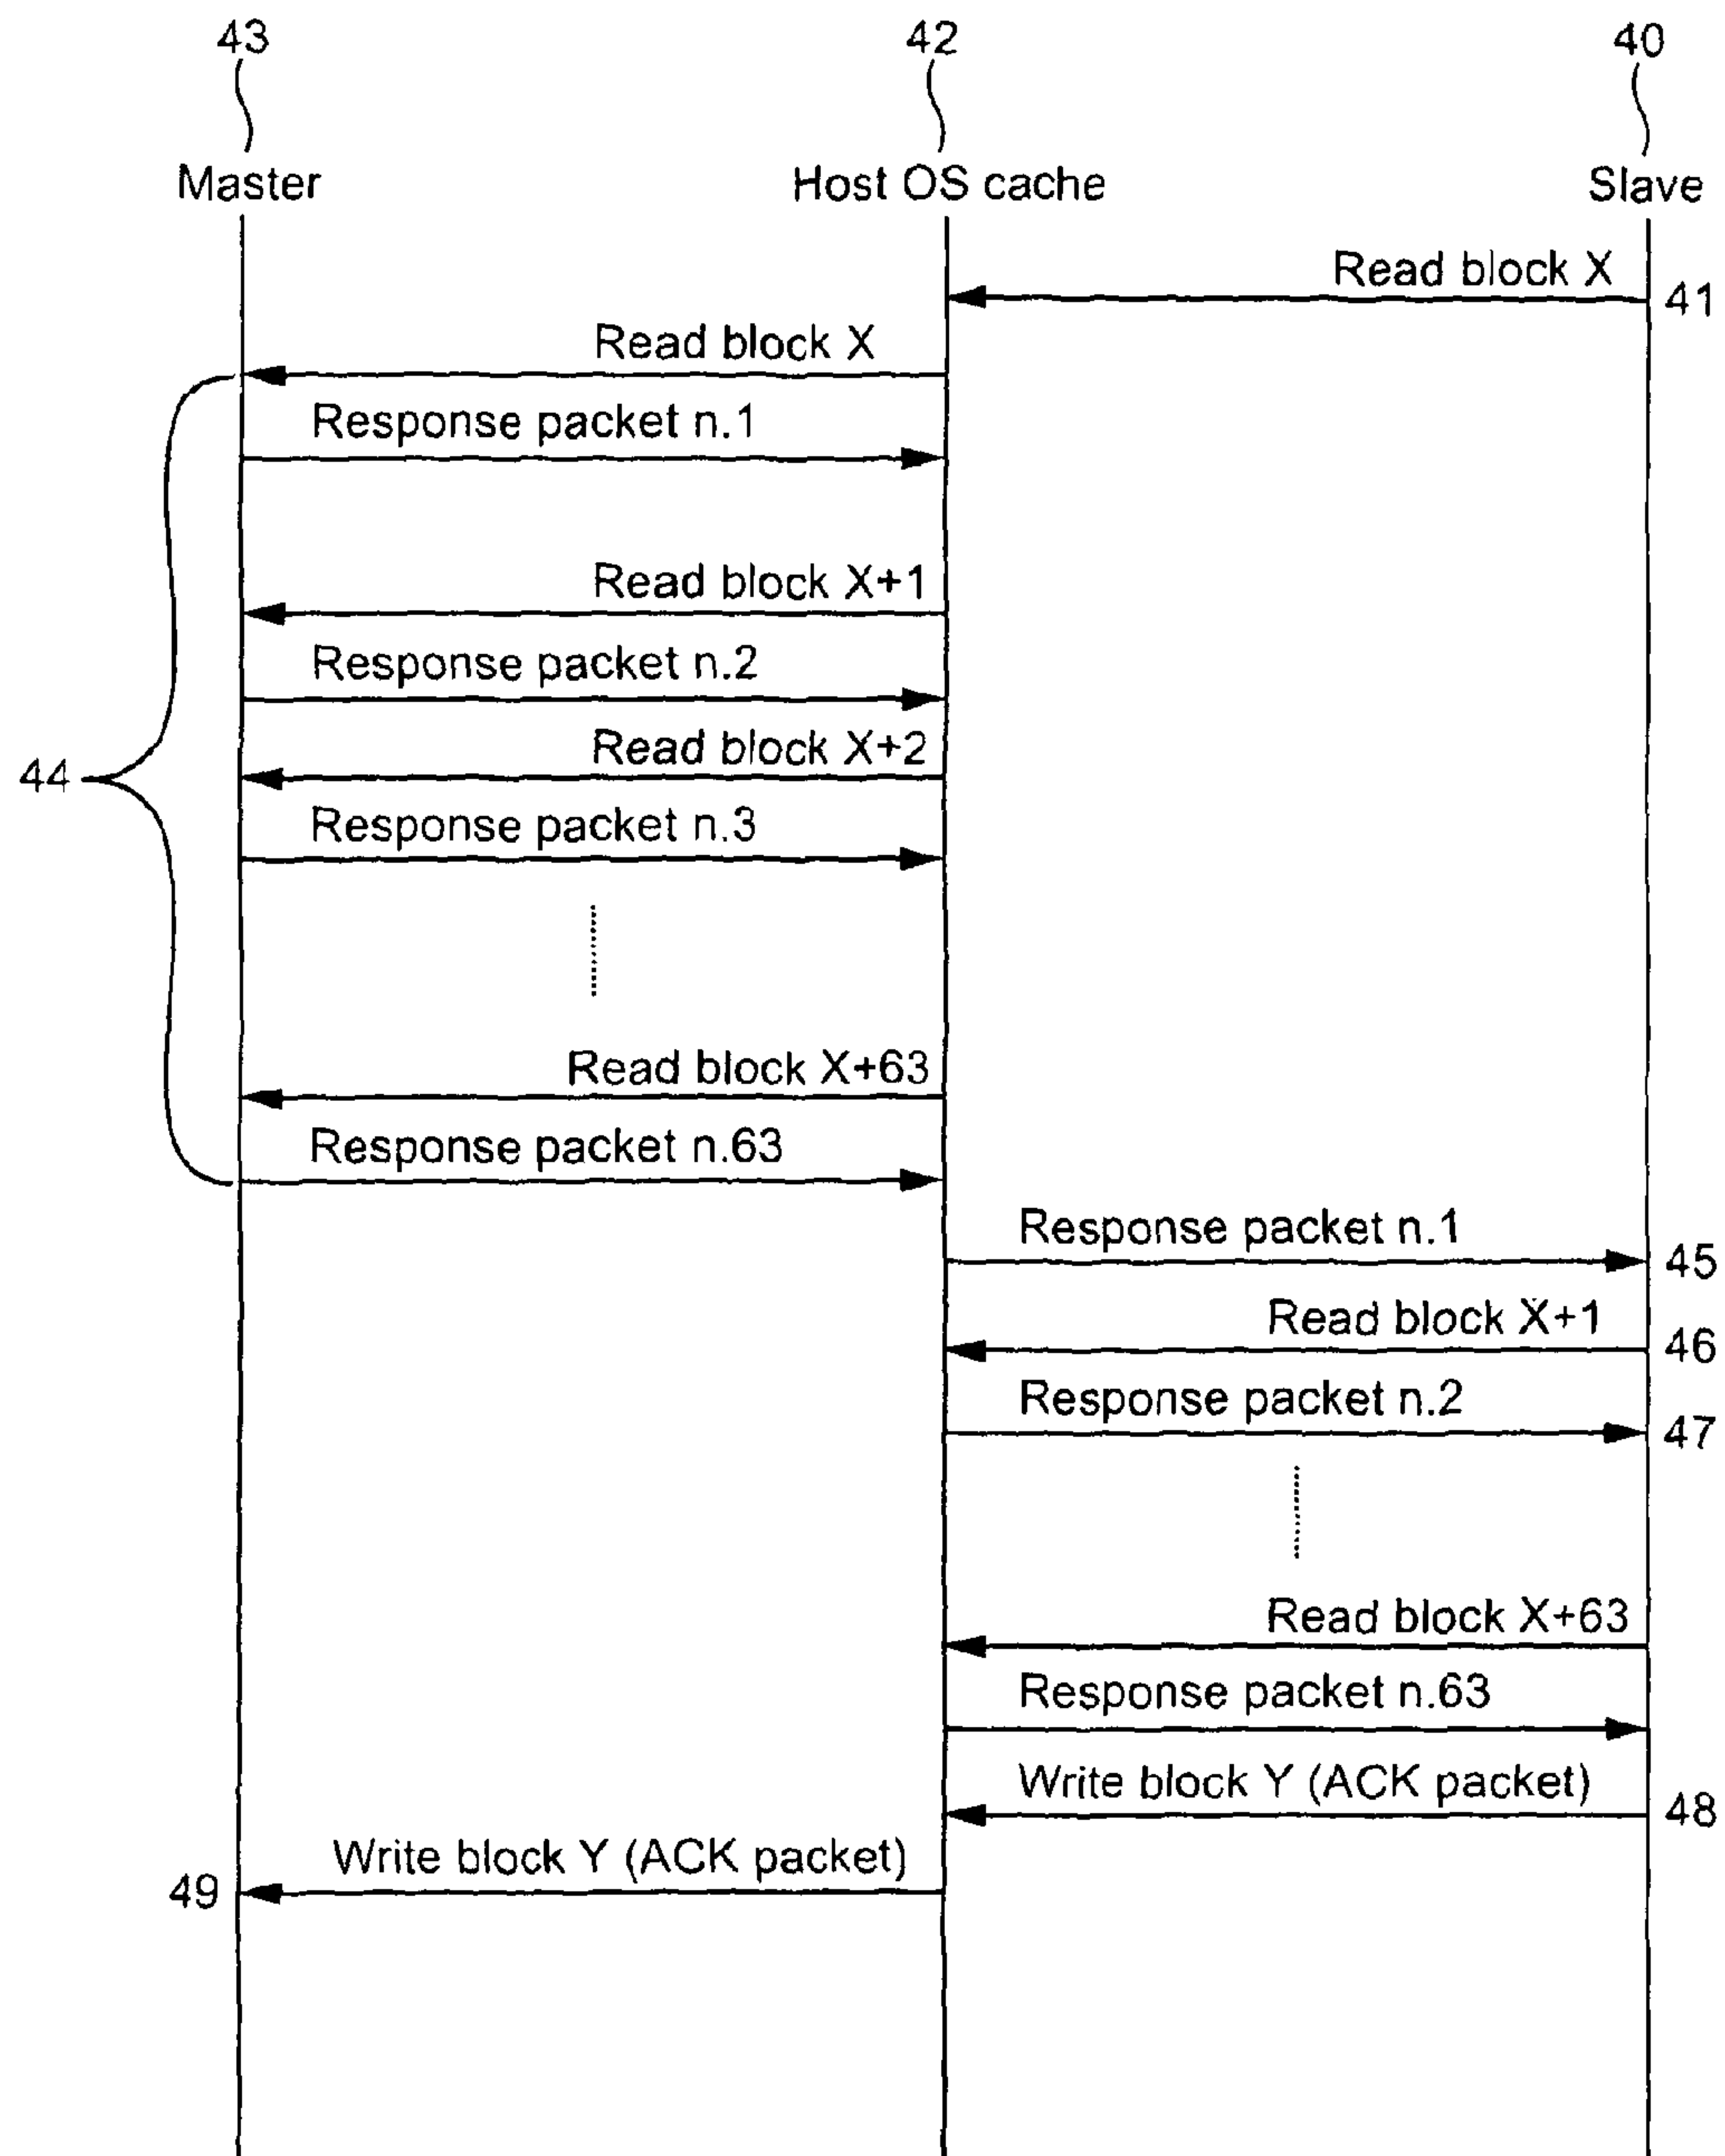 43 42 40
Master Host OS cache Slave
Read block X 41
Read block X
Response packet n.1
Read block X+1
Response packet n.2
44
Read block X+2
Response packet n.3
Read block X+63
Response packet n.63
Response packet n.1
45
Read block X+1
46
Response packet n.2
47
Read block X+63
Response packet n.63
Write block Y (ACK packet)
48
Write block Y (ACK packet)
49